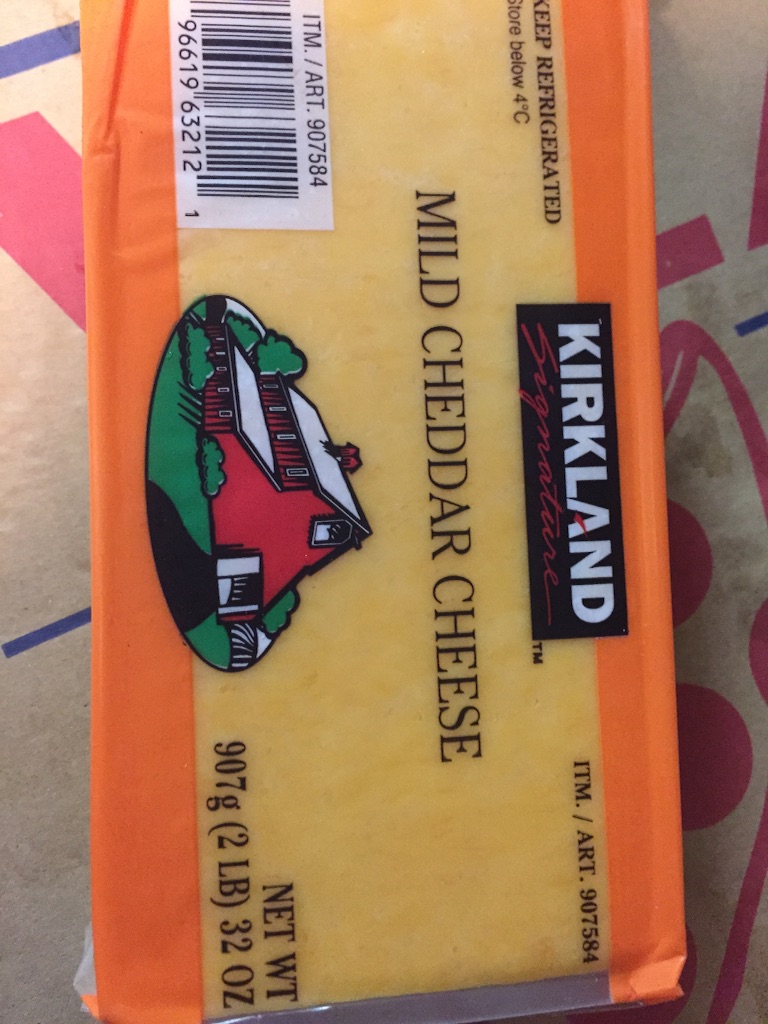 KEEP REFRIGERATED
Store below 4°C
KIRKLAND
Signature™
ITM. / ART. 907584
MILD CHEDDAR CHEESE
ITM. / ART. 907584
96619 63212 1
NET WT
907g (2 LB) 32 OZ